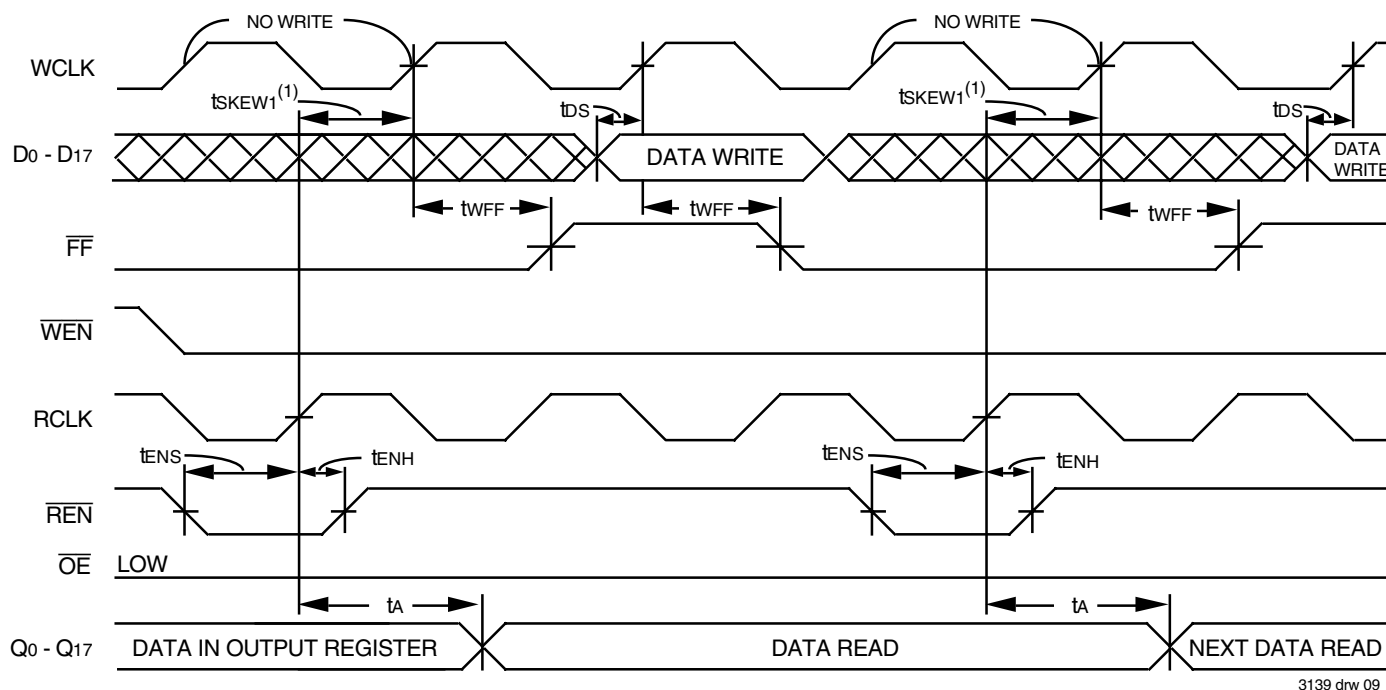 NO WRITE
NO WRITE
WCLK
tSKEW1(1)
tDS
tSKEW1(1)
tDS
D0 - D17
DATA WRITE
DATA
WRITE
tWFF
tWFF
tWFF
FF
WEN
RCLK
tENS
tENH
tENS
tENH
REN
OE
LOW
tA
tA
Q0 - Q17
DATA IN OUTPUT REGISTER
DATA READ
NEXT DATA READ
3139 drw 09